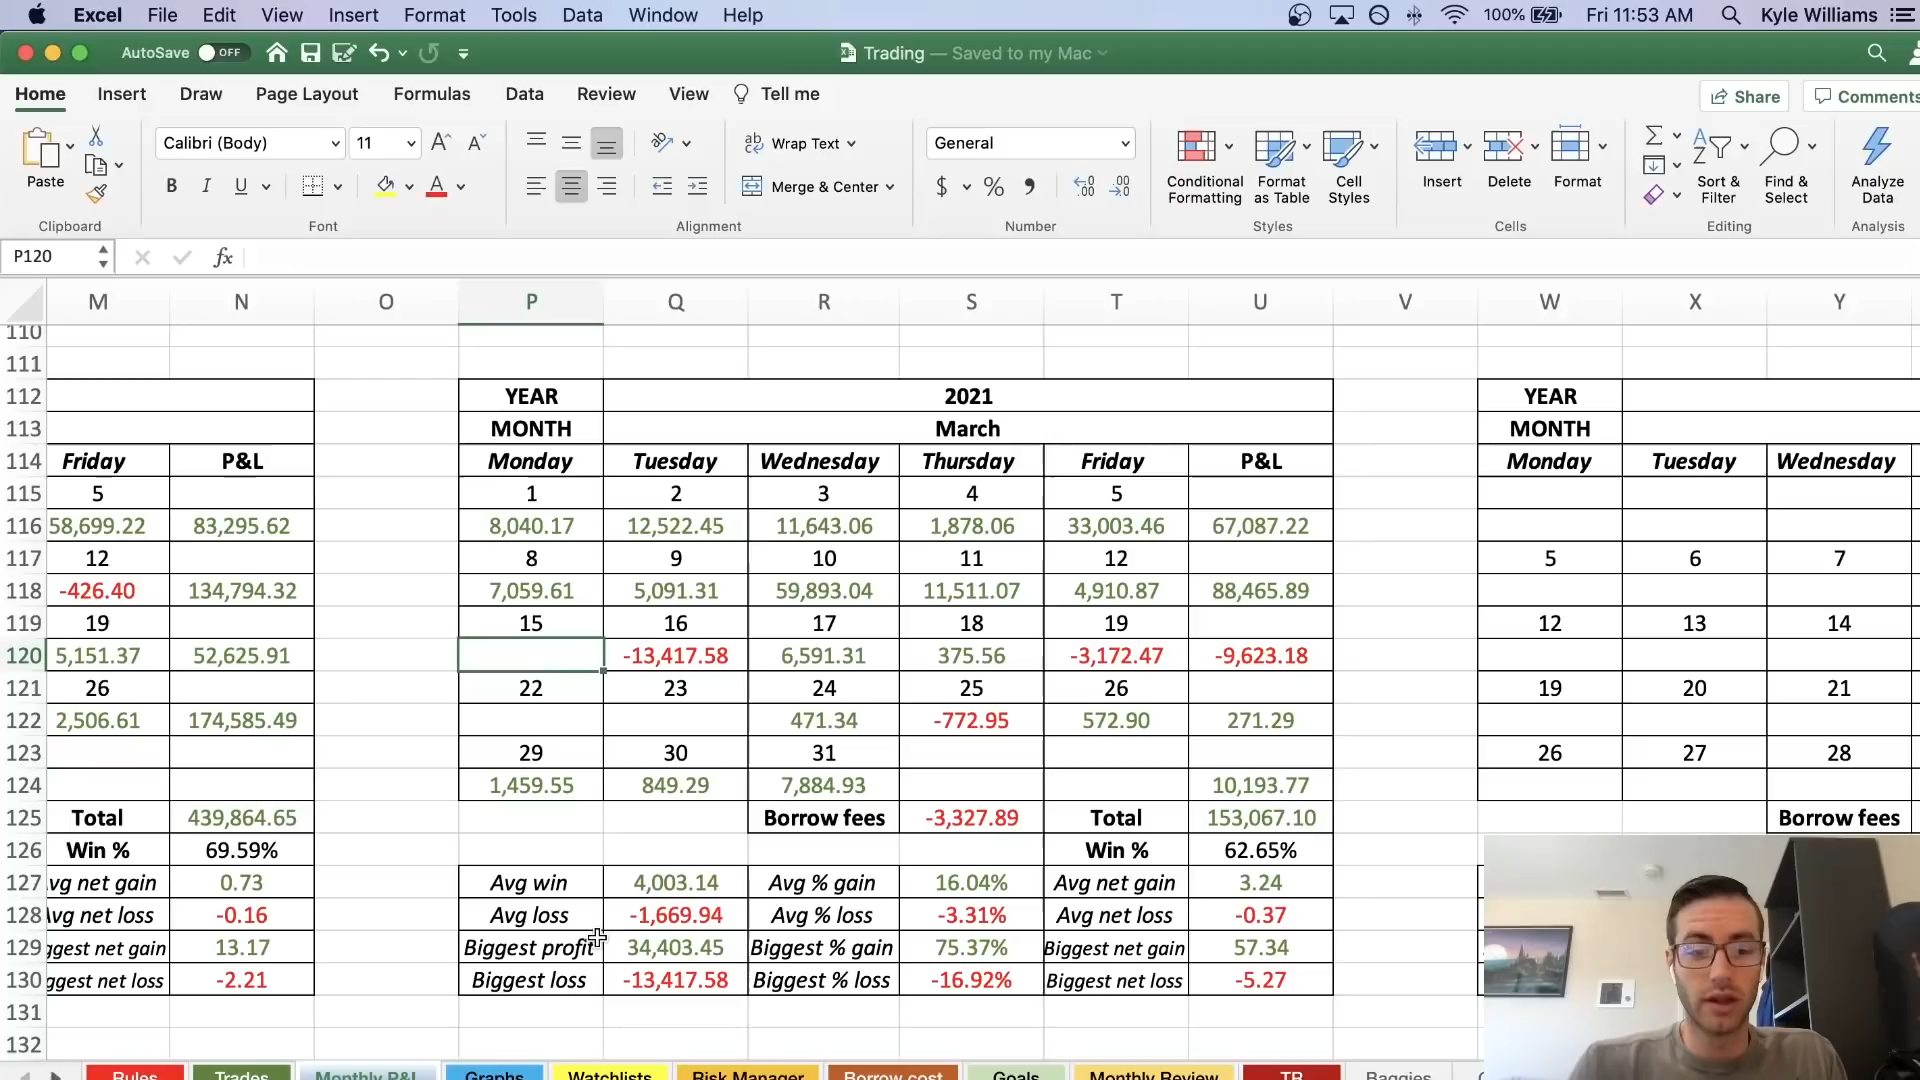 Excel File Edit View Insert Format Tools Data Window Help 100% Fri 11:53 AM Kyle Williams
AutoSave OFF Trading — Saved to my Mac
Home Insert Draw Page Layout Formulas Data Review View Tell me Share Comments
Calibri (Body) 11 Wrap Text General
Paste B I U A Merge & Center $ % Conditional Formatting Format as Table Cell Styles Insert Delete Format Sort & Filter Find & Select Analyze Data
Clipboard Font Alignment Number Styles Cells Editing Analysis
P120 fx
M N O P Q R S T U V W X Y
110
111
112 YEAR 2021 YEAR
113 MONTH March MONTH
114 Friday P&L Monday Tuesday Wednesday Thursday Friday P&L Monday Tuesday Wednesday
115 5 1 2 3 4 5
116 58,699.22 83,295.62 8,040.17 12,522.45 11,643.06 1,878.06 33,003.46 67,087.22
117 12 8 9 10 11 12 5 6 7
118 -426.40 134,794.32 7,059.61 5,091.31 59,893.04 11,511.07 4,910.87 88,465.89
119 19 15 16 17 18 19 12 13 14
120 5,151.37 52,625.91 -13,417.58 6,591.31 375.56 -3,172.47 -9,623.18
121 26 22 23 24 25 26 19 20 21
122 2,506.61 174,585.49 471.34 -772.95 572.90 271.29
123 29 30 31 26 27 28
124 1,459.55 849.29 7,884.93 10,193.77
125 Total 439,864.65 Borrow fees -3,327.89 Total 153,067.10 Borrow fees
126 Win % 69.59% Win % 62.65%
127 vg net gain 0.73 Avg win 4,003.14 Avg % gain 16.04% Avg net gain 3.24
128 Avg net loss -0.16 Avg loss -1,669.94 Avg % loss -3.31% Avg net loss -0.37
129 ggest net gain 13.17 Biggest profit 34,403.45 Biggest % gain 75.37% Biggest net gain 57.34
130 ggest net loss -2.21 Biggest loss -13,417.58 Biggest % loss -16.92% Biggest net loss -5.27
131
132
Rules Trades Monthly P&L Graphs Watchlists Risk Manager Borrow cost Goals Monthly Review TR Baggies